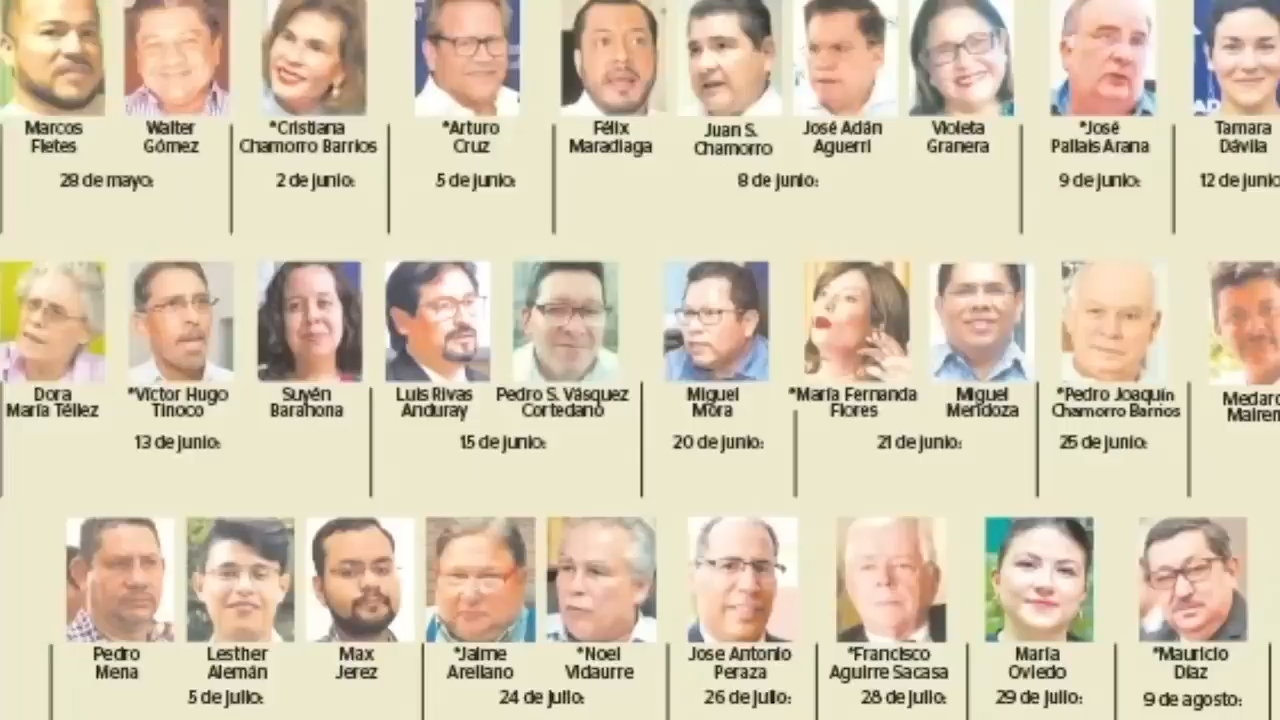 Marcos
Fletes
Walter
Gómez
28 de mayo:
*Cristiana
Chamorro Barrios
2 de junio:
*Arturo
Cruz
5 de junio:
Félix
Maradiaga
Juan S.
Chamorro
José Adán
Aguerri
Violeta
Granera
8 de junio:
*José
Pallais Arana
9 de junio:
Tamara
Dávila
12 de junio
Dora
María Téllez
*Víctor Hugo
Tinoco
Suyén
Barahona
13 de junio:
Luis Rivas
Anduray
Pedro S. Vásquez
Cortedano
15 de junio:
Miguel
Mora
20 de junio:
*María Fernanda
Flores
Miguel
Mendoza
21 de junio:
*Pedro Joaquín
Chamorro Barrios
25 de junio:
Medard
Mairen
Pedro
Mena
Lesther
Alemán
Max
Jerez
5 de julio:
*Jaime
Arellano
*Noel
Vidaurre
24 de julio:
Jose Antonio
Peraza
26 de julio:
*Francisco
Aguirre Sacasa
28 de julio:
María
Oviedo
29 de julio:
*Mauricio
Díaz
9 de agosto: